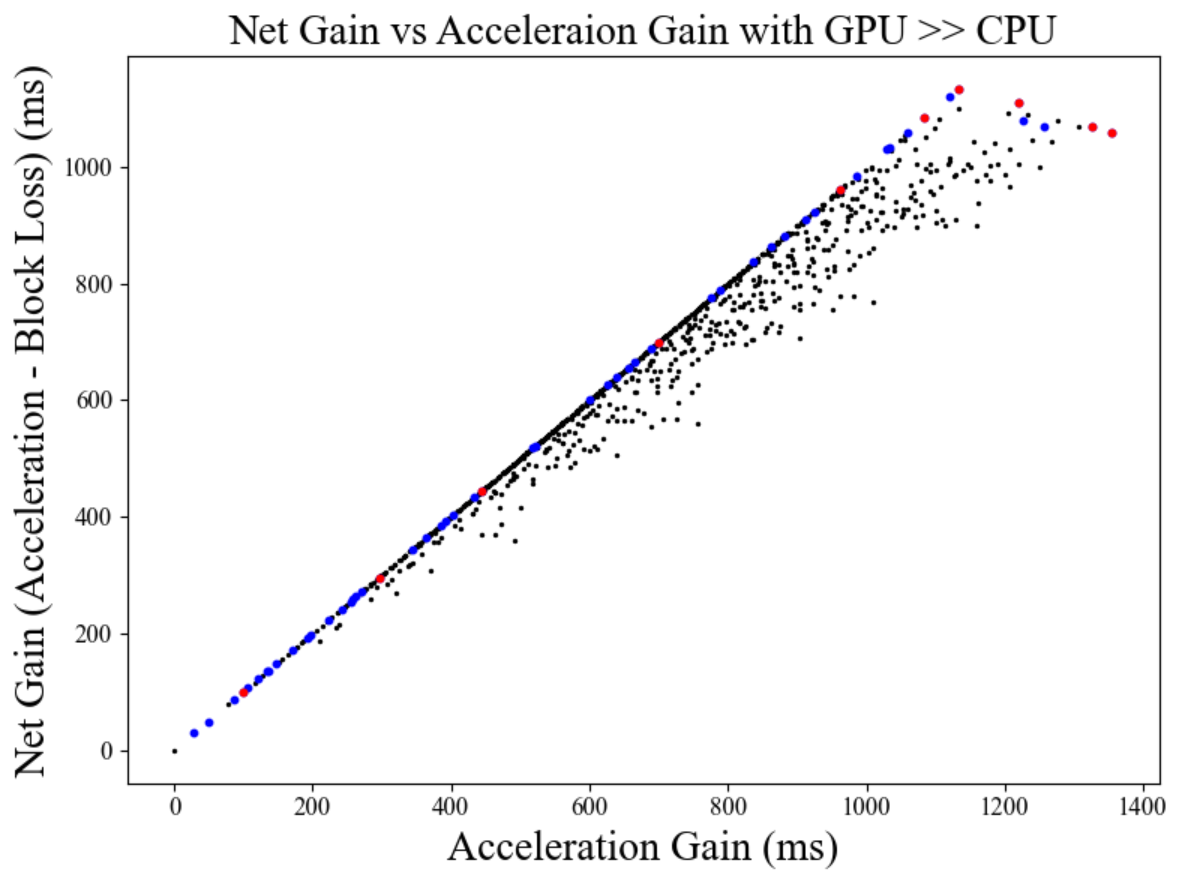 Net Gain vs Acceleraion Gain with GPU >> CPU
Net Gain (Acceleration - Block Loss) (ms)
1000
800
600
400
200
0
0 200 400 600 800 1000 1200 1400
Acceleration Gain (ms)